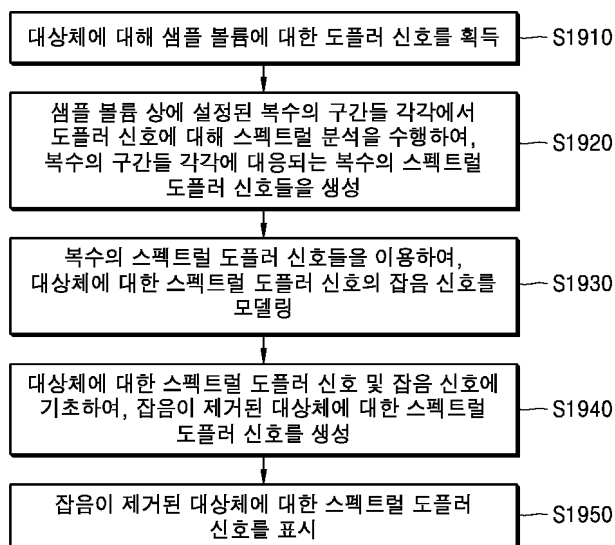 대상체에 대해 샘플 볼륨에 대한 도플러 신호를 획득
S1910
샘플 볼륨 상에 설정된 복수의 구간들 각각에서
도플러 신호에 대해 스펙트럴 분석을 수행하여,
복수의 구간들 각각에 대응되는 복수의 스펙트럴
도플러 신호들을 생성
S1920
복수의 스펙트럴 도플러 신호들을 이용하여,
대상체에 대한 스펙트럴 도플러 신호의 잡음 신호를
모델링
S1930
대상체에 대한 스펙트럴 도플러 신호 및 잡음 신호에
기초하여, 잡음이 제거된 대상체에 대한 스펙트럴
도플러 신호를 생성
S1940
잡음이 제거된 대상체에 대한 스펙트럴 도플러
신호를 표시
S1950